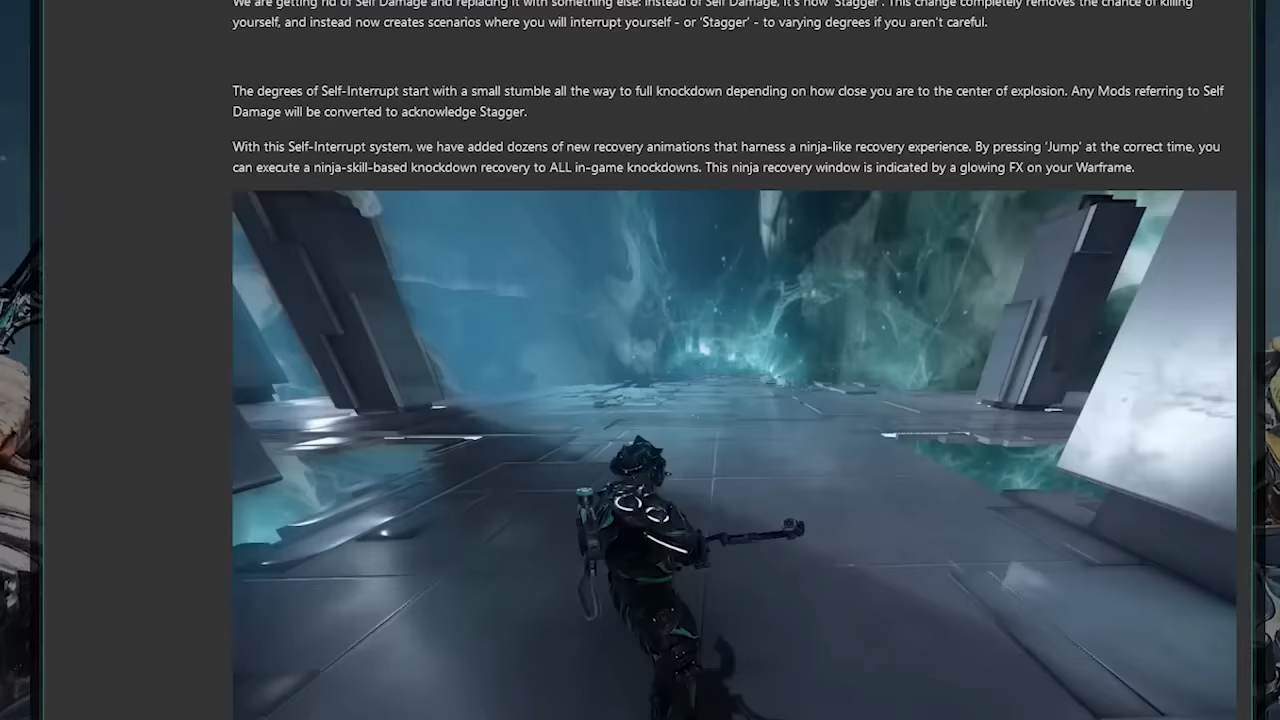 We are getting rid of Self Damage and replacing it with something else: Instead of Self Damage, it's now 'Stagger'. This change completely removes the chance of killing
yourself, and instead now creates scenarios where you will interrupt yourself - or 'Stagger' - to varying degrees if you aren't careful.
The degrees of Self-Interrupt start with a small stumble all the way to full knockdown depending on how close you are to the center of explosion. Any Mods referring to Self
Damage will be converted to acknowledge Stagger.
With this Self-Interrupt system, we have added dozens of new recovery animations that harness a ninja-like recovery experience. By pressing 'Jump' at the correct time, you
can execute a ninja-skill-based knockdown recovery to ALL in-game knockdowns. This ninja recovery window is indicated by a glowing FX on your Warframe.